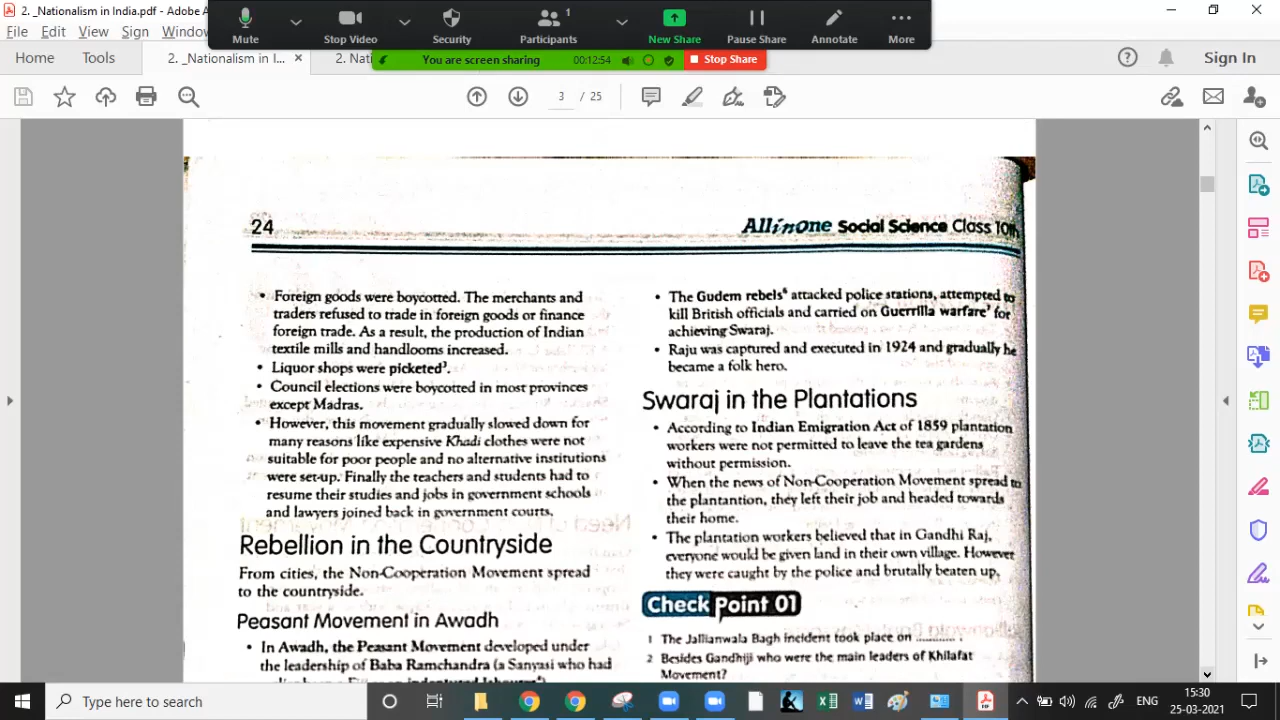 2. _Nationalism in India.pdf - Adobe A
File Edit View Sign Window
Mute
Stop Video
Security
1
Participants
New Share
Pause Share
Annotate
More
You are screen sharing 00:12:54 Stop Share
Home Tools 2. _Nationalism in I... × 2. Nati
Sign In
3 / 25
24
All in one Social Science Class 10th
• Foreign goods were boycotted. The merchants and
traders refused to trade in foreign goods or finance
foreign trade. As a result, the production of Indian
textile mills and handlooms increased.
• Liquor shops were picketed³.
• Council elections were boycotted in most provinces
except Madras.
• However, this movement gradually slowed down for
many reasons like expensive Khadi clothes were not
suitable for poor people and no alternative institutions
were set-up. Finally the teachers and students had to
resume their studies and jobs in government schools
and lawyers joined back in government courts.
Rebellion in the Countryside
From cities, the Non-Cooperation Movement spread
to the countryside.
Peasant Movement in Awadh
• In Awadh, the Peasant Movement developed under
the leadership of Baba Ramchandra (a Sanyasi who had
• The Gudem rebels⁶ attacked police stations, attempted to
kill British officials and carried on Guerrilla warfare⁷ for
achieving Swaraj.
• Raju was captured and executed in 1924 and gradually he
became a folk hero.
Swaraj in the Plantations
• According to Indian Emigration Act of 1859 plantation
workers were not permitted to leave the tea gardens
without permission.
• When the news of Non-Cooperation Movement spread to
the plantantion, they left their job and headed towards
their home.
• The plantation workers believed that in Gandhi Raj,
everyone would be given land in their own village. However
they were caught by the police and brutally beaten up.
Check Point 01
1 The Jallianwala Bagh incident took place on ............ .
2 Besides Gandhiji who were the main leaders of Khilafat
Movement?
Type here to search
ENG
15:30
25-03-2021